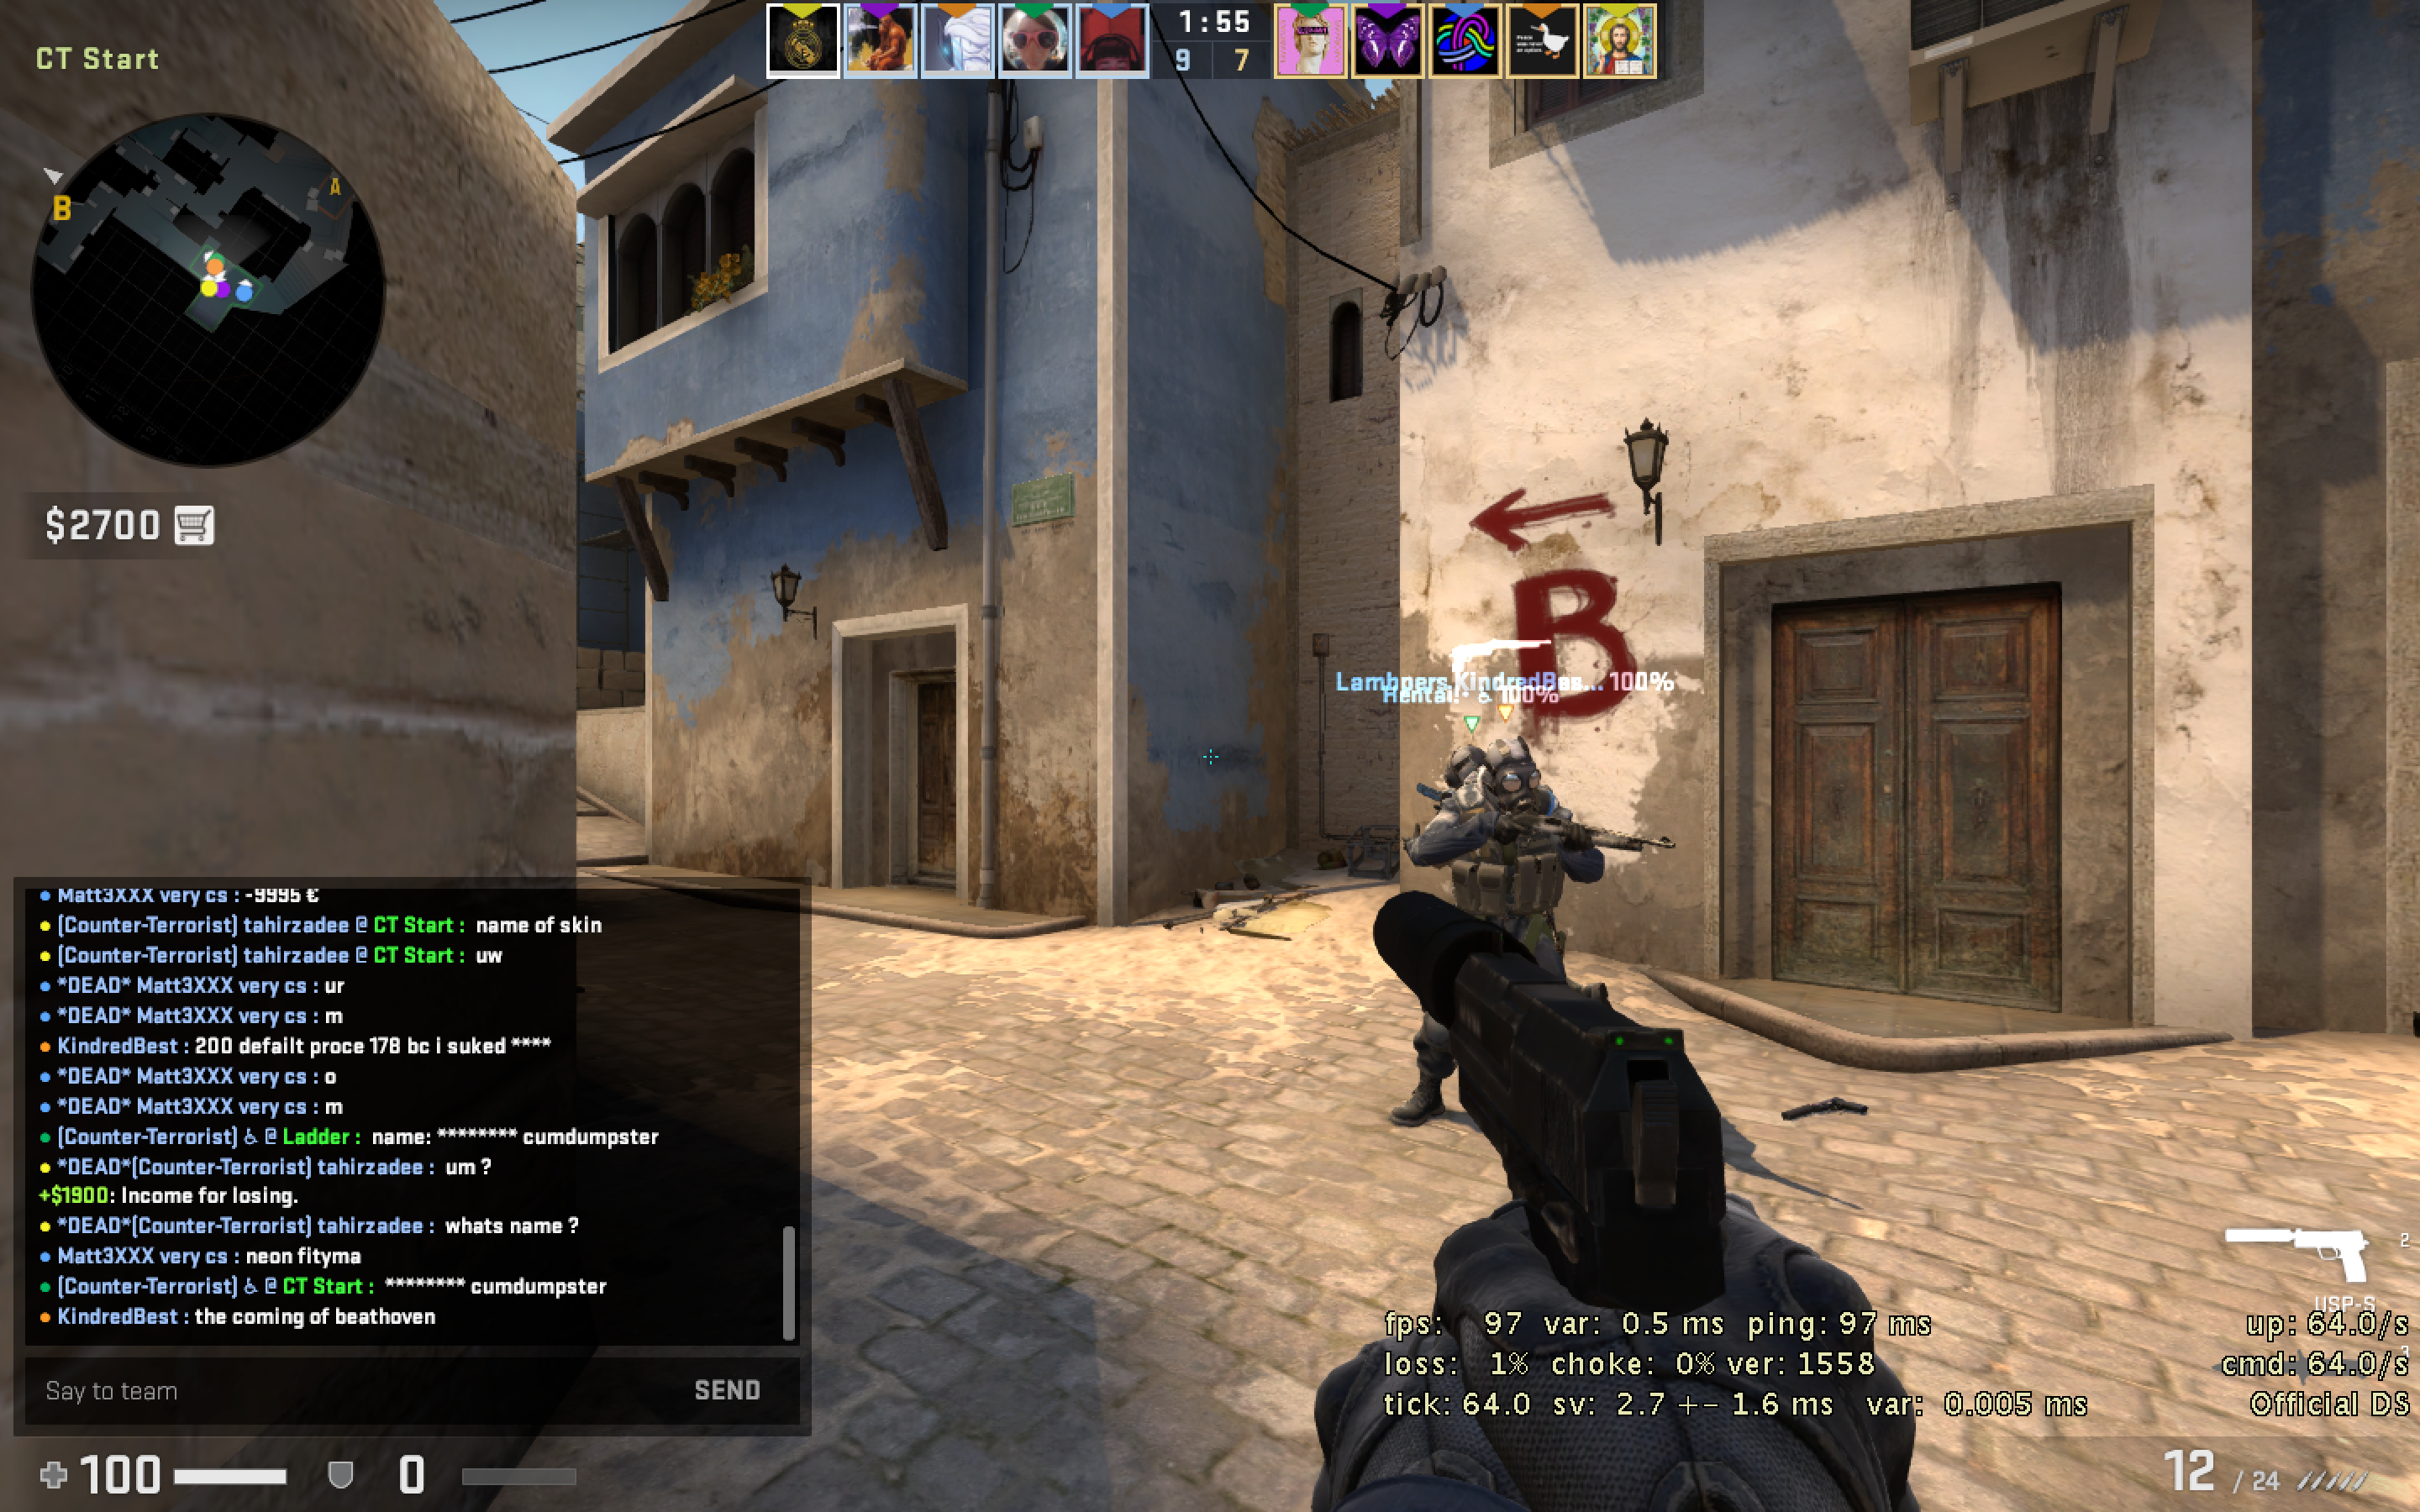 CT Start
1:55
9 7
A
B
$2700
B
100%
Hentai! 100%
Matt3XXX very cs : -9995 €
(Counter-Terrorist) tahirzadee @ CT Start : name of skin
(Counter-Terrorist) tahirzadee @ CT Start : uw
*DEAD* Matt3XXX very cs : ur
*DEAD* Matt3XXX very cs : m
KindredBest : 200 defailt proce 178 bc i suked ****
*DEAD* Matt3XXX very cs : o
*DEAD* Matt3XXX very cs : m
(Counter-Terrorist) ♿ @ Ladder : name: ******** cumdumpster
*DEAD*(Counter-Terrorist) tahirzadee : um ?
+$1900: Income for losing.
*DEAD*(Counter-Terrorist) tahirzadee : whats name ?
Matt3XXX very cs : neon fityma
(Counter-Terrorist) ♿ @ CT Start : ******** cumdumpster
KindredBest : the coming of beathoven
Say to team SEND
2
USP-S
fps: 97 var: 0.5 ms ping: 97 ms up: 64.0/s
loss: 1% choke: 0% ver: 1558 cmd: 64.0/s
tick: 64.0 sv: 2.7 +- 1.6 ms var: 0.005 ms Official DS
100 0
12 / 24